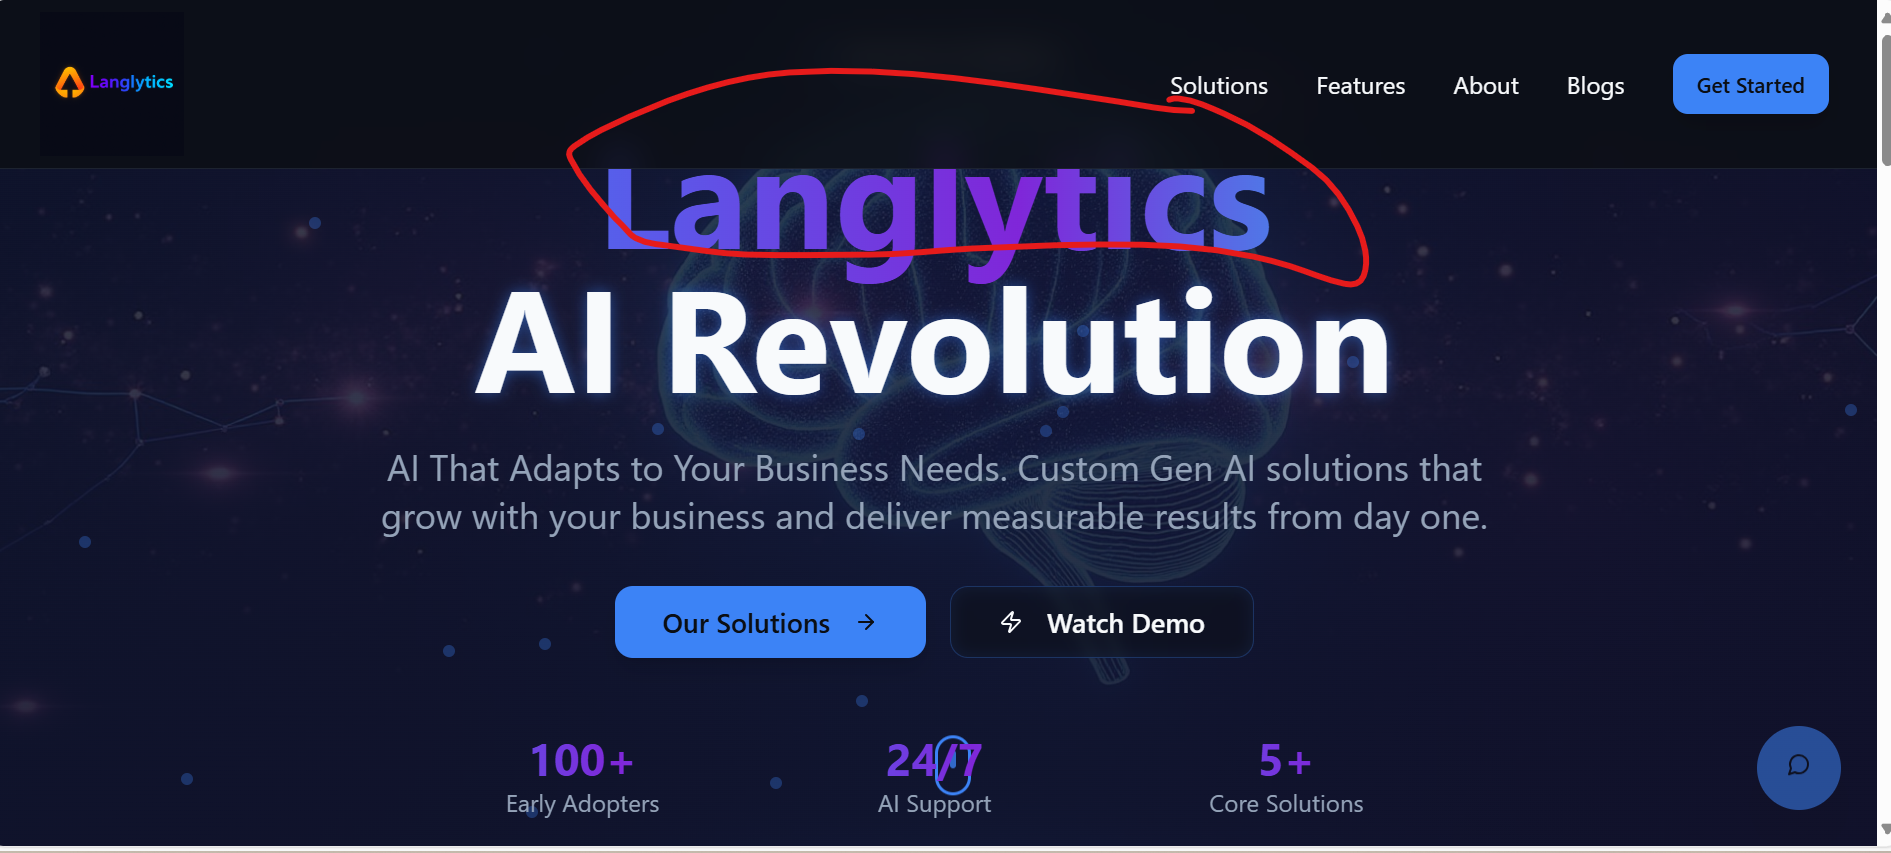 Langlytics
Solutions Features About Blogs Get Started
Langlytics
AI Revolution
AI That Adapts to Your Business Needs. Custom Gen AI solutions that
grow with your business and deliver measurable results from day one.
Our Solutions → Watch Demo
100+ 24/7 5+
Early Adopters AI Support Core Solutions